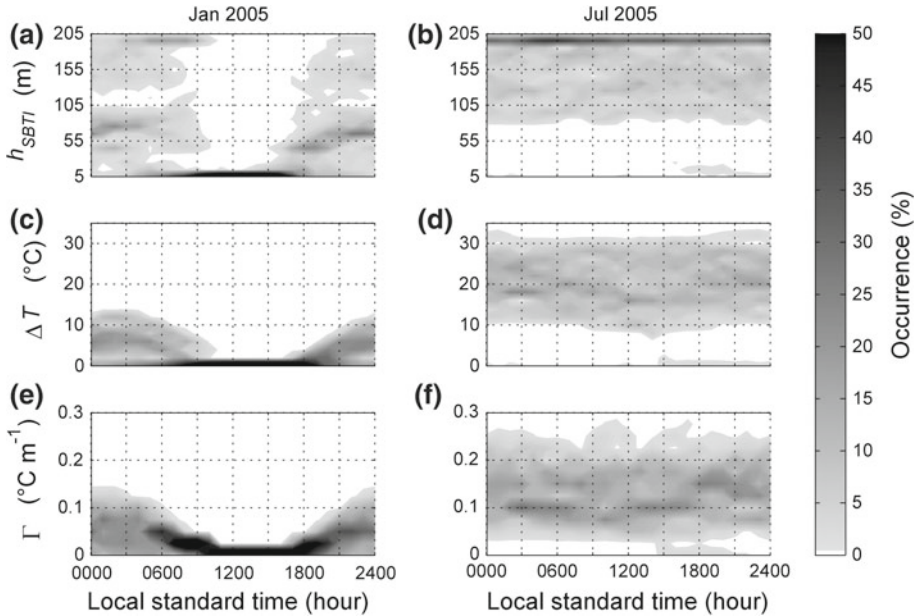 Jan 2005
Jul 2005
(a)
(b)
205
155
105
55
5
h_SBTI (m)
205
155
105
55
5
(c)
(d)
30
20
10
0
Δ T (°C)
30
20
10
0
(e)
(f)
0.3
0.2
0.1
0
Γ (°C m⁻¹)
0.3
0.2
0.1
0
0000 0600 1200 1800 2400
0000 0600 1200 1800 2400
Local standard time (hour)
Local standard time (hour)
50
45
40
35
30
25
20
15
10
5
0
Occurrence (%)